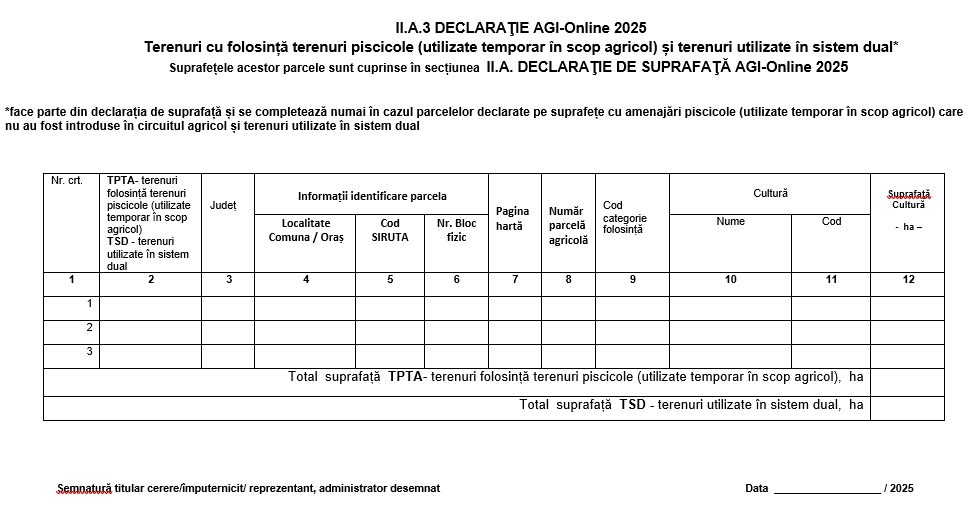 II.A.3 DECLARAŢIE AGI-Online 2025
Terenuri cu folosință terenuri piscicole (utilizate temporar în scop agricol) și terenuri utilizate în sistem dual*
Suprafețele acestor parcele sunt cuprinse în secțiunea II.A. DECLARAŢIE DE SUPRAFAŢĂ AGI-Online 2025
*face parte din declarația de suprafață și se completează numai în cazul parcelelor declarate pe suprafețe cu amenajări piscicole (utilizate temporar în scop agricol) care
nu au fost introduse în circuitul agricol și terenuri utilizate în sistem dual
Nr. crt.
TPTA- terenuri
folosință terenuri
piscicole (utilizate
temporar în scop
agricol)
TSD - terenuri
utilizate în sistem
dual
Județ
Informații identificare parcela
Localitate
Comuna / Oraș
Cod
SIRUTA
Nr. Bloc
fizic
Pagina
hartă
Număr
parcelă
agricolă
Cod
categorie
folosință
Cultură
Nume
Cod
Suprafață
Cultură
- ha –
1 2 3 4 5 6 7 8 9 10 11 12
1
2
3
Total suprafață TPTA- terenuri folosință terenuri piscicole (utilizate temporar în scop agricol), ha
Total suprafață TSD - terenuri utilizate în sistem dual, ha
Semnatură titular cerere/împuternicit/ reprezentant, administrator desemnat
Data __________________ / 2025